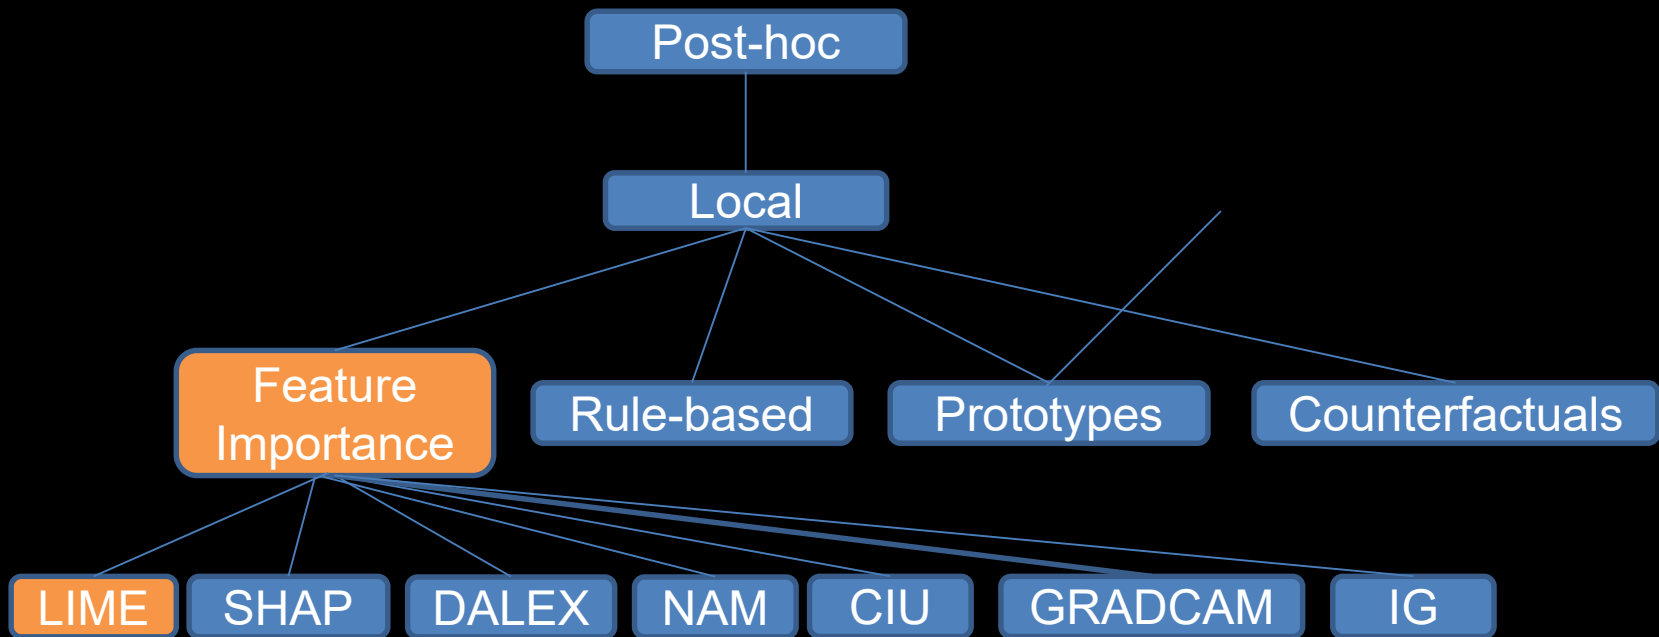 Post-hoc
Local
Feature
Importance
Rule-based
Prototypes
Counterfactuals
LIME
SHAP
DALEX
NAM
CIU
GRADCAM
IG